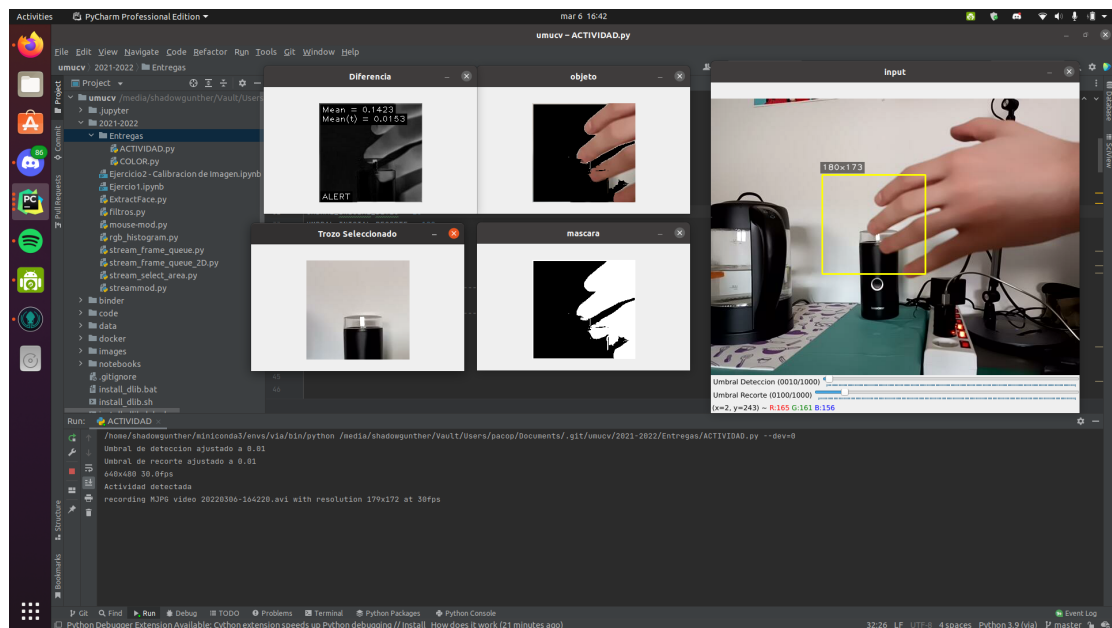 Activities
PyCharm Professional Edition
mar 6 16:42
umucv – ACTIVIDAD.py
File Edit View Navigate Code Refactor Run Tools Git Window Help
umucv 2021-2022 Entregas
Project
umucv /media/shadowgunther/Vault/Users
.jupyter
2021-2022
Entregas
ACTIVIDAD.py
COLOR.py
Ejercicio2 - Calibracion de Imagen.ipynb
Ejercio1.ipynb
ExtractFace.py
filtros.py
mouse-mod.py
rgb_histogram.py
stream_frame_queue.py
stream_frame_queue_2D.py
stream_select_area.py
streammod.py
binder
code
data
docker
images
notebooks
.gitignore
install_dlib.bat
install_dlib.sh
Project
Commit
Pull Requests
Structure
Bookmarks
86
PC
Diferencia
Mean = 0.1423
Mean(t) = 0.0153
ALERT
objeto
Trozo Seleccionado
mascara
45
46
input
180×173
Umbral Deteccion (0010/1000)
Umbral Recorte (0100/1000)
(x=2, y=243) ~ R:165 G:161 B:156
Database
SciView
Run: ACTIVIDAD
/home/shadowgunther/miniconda3/envs/via/bin/python /media/shadowgunther/Vault/Users/pacop/Documents/.git/umucv/2021-2022/Entregas/ACTIVIDAD.py --dev=0
Umbral de deteccion ajustado a 0.01
Umbral de recorte ajustado a 0.01
640x480 30.0fps
Actividad detectada
recording MJPG video 20220306-164220.avi with resolution 179x172 at 30fps
Git Find Run Debug TODO Problems Terminal Python Packages Python Console
Event Log
Python Debugger Extension Available: Cython extension speeds up Python debugging // Install How does it work (21 minutes ago)
32:26 LF UTF-8 4 spaces Python 3.9 (via) master